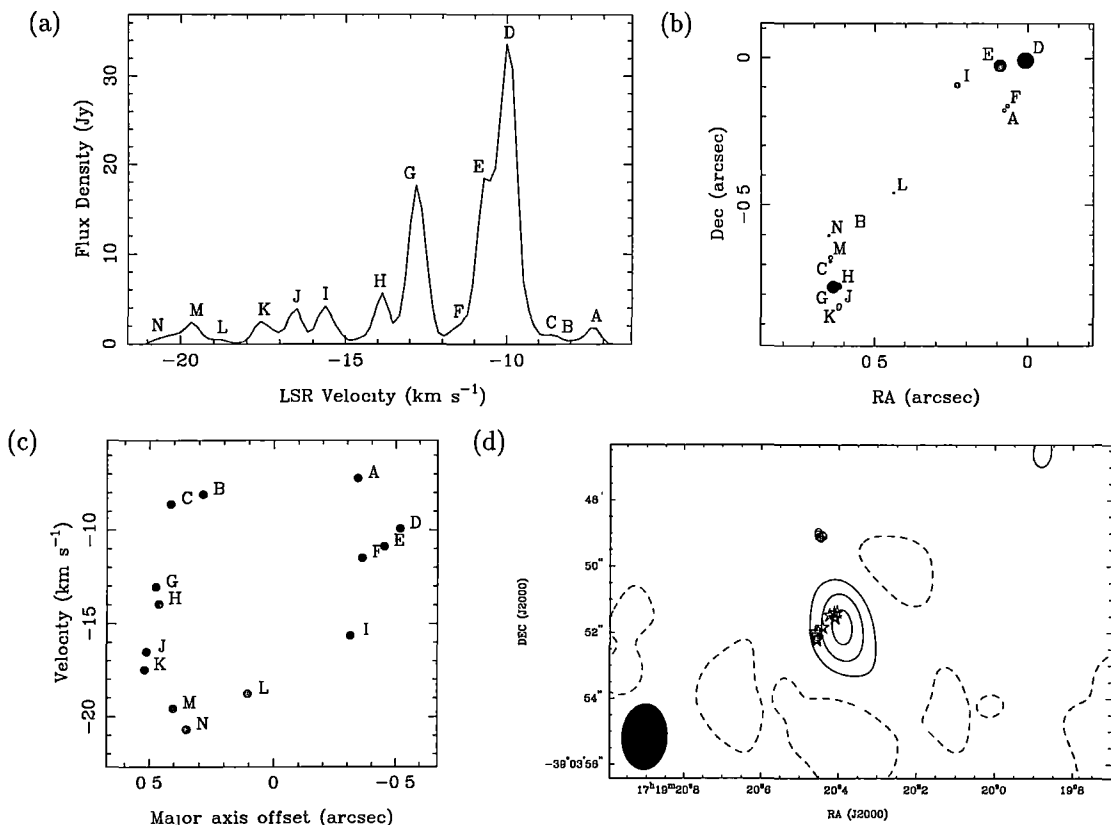 (a)
Flux Density (Jy)
30
20
10
0
N
M
L
K
J
I
H
G
F
E
D
C
B
A
−20
−15
−10
LSR Velocity (km s⁻¹)
(b)
Dec (arcsec)
0
−0 5
E
D
I
F
A
L
N
B
M
C
H
G
J
K
0 5
0
RA (arcsec)
(c)
Velocity (km s⁻¹)
−10
−15
−20
A
C
B
D
E
F
G
H
I
J
K
L
M
N
0 5
0
−0 5
Major axis offset (arcsec)
(d)
DEC (J2000)
48"
50"
52"
54"
−39°03'56"
17ʰ19ᵐ20ˢ8
20ˢ6
20ˢ4
20ˢ2
20ˢ0
19ˢ8
RA (J2000)